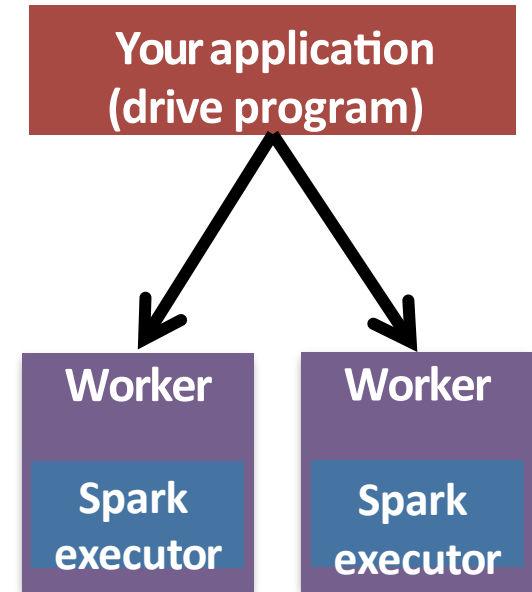 Your application
(drive program)
Worker
Spark
executor
Worker
Spark
executor